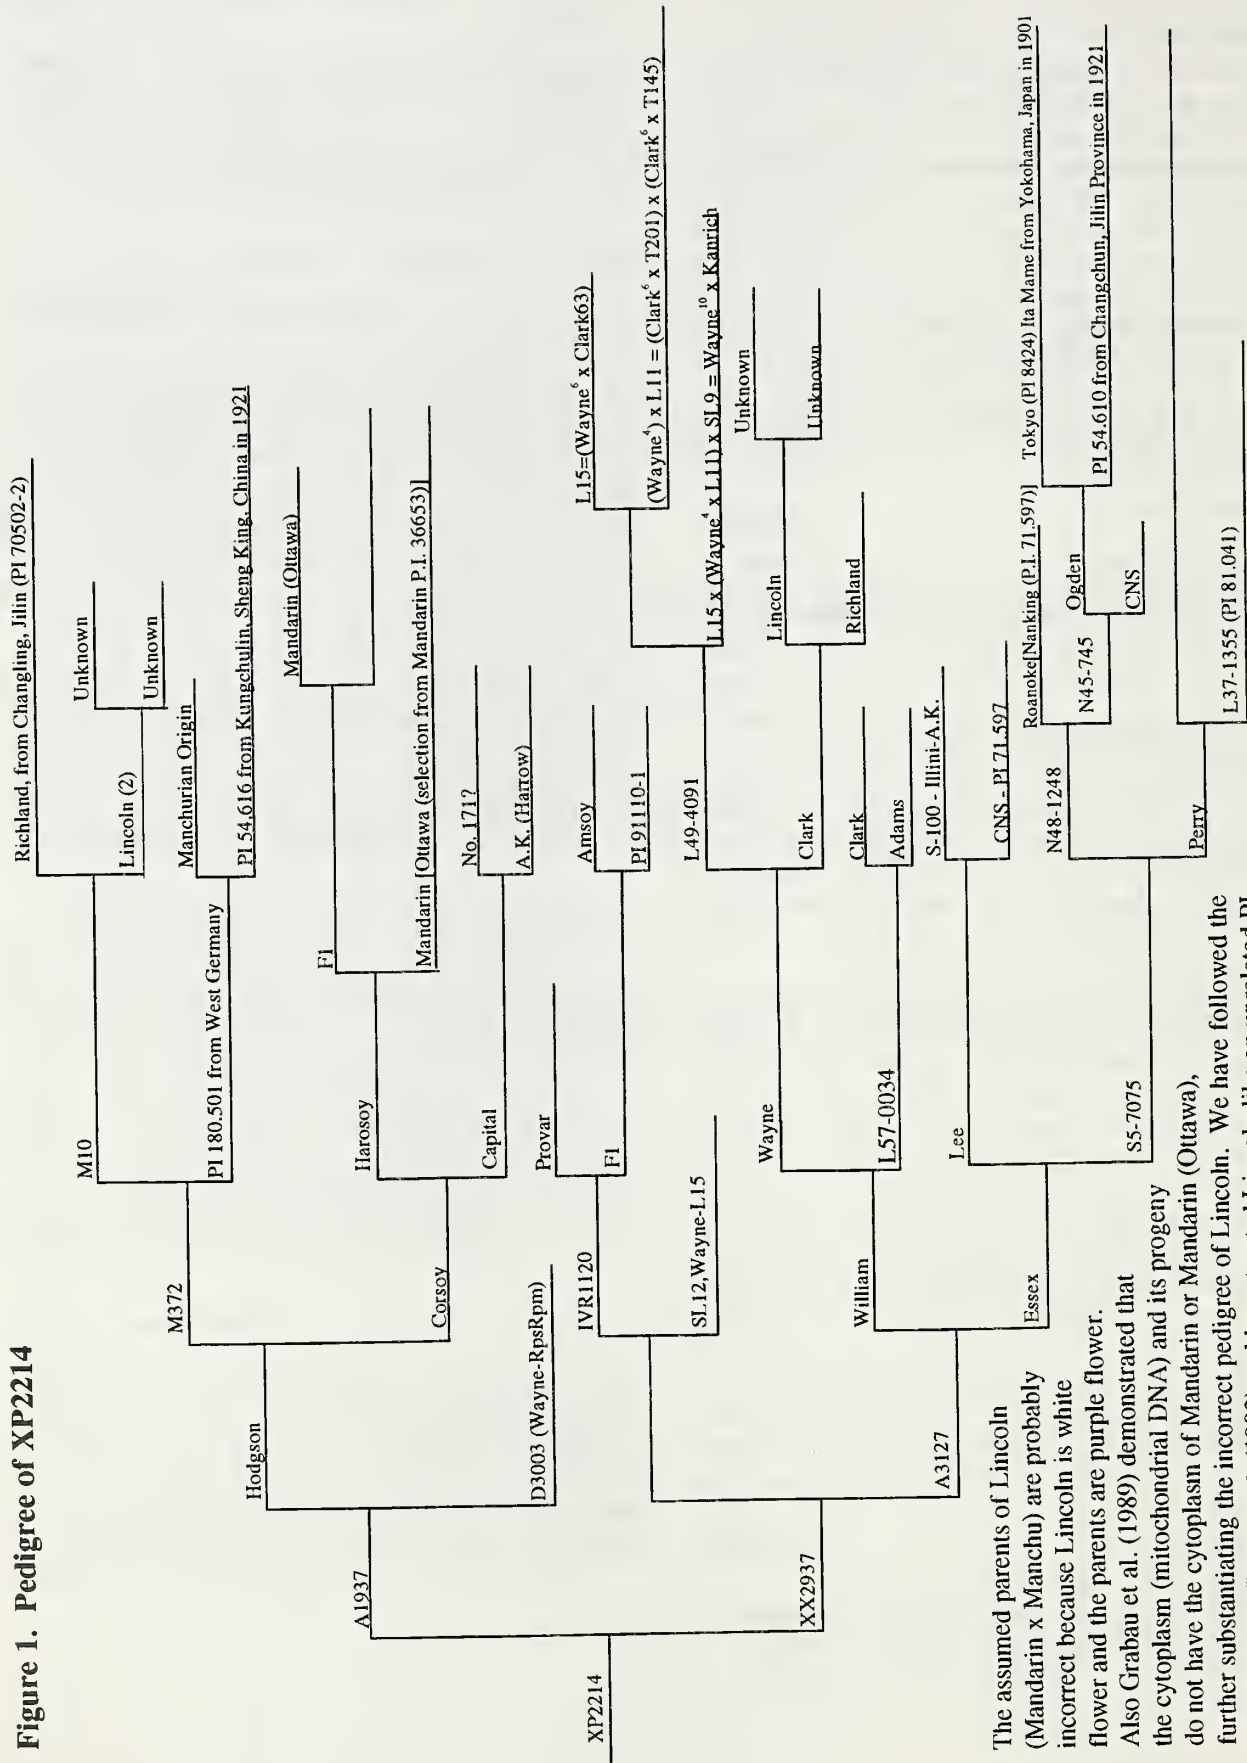 Figure 1. Pedigree of XP2214
Richland, from Changling, Jilin (PI 70502-2)
M10
Unknown
Lincoln (2)
Unknown
M372
Manchurian Origin
PI 180.501 from West Germany
PI 54,616 from Kungchulin, Sheng King, China in 1921
Hodgson
Mandarin (Ottawa)
F1
Harosoy
Mandarin [Ottawa (selection from Mandarin P.I. 36653)]
Corsoy
No. 171?
Capital
A.K. (Harrow)
A1937
D3003 (Wayne-RpsRpm)
Provar
IVR1120
Amsoy
F1
PI 91110-1
SL12,Wayne-L15
XP2214
L15=(Wayne⁶ x Clark63)
(Wayne⁴) x L11 = (Clark⁶ x T201) x (Clark⁶ x T145)
L49-4091
L15 x (Wayne⁴ x L11) x SL9 = Wayne¹⁰ x Kanrich
Wayne
Unknown
Lincoln
Unknown
Clark
Richland
William
Clark
L57-0034
Adams
XX2937
A3127
S-100 - Illini-A.K.
Lee
CNS - PI 71.597
Essex
Roanoke[Nanking (P.I. 71.597)]
Tokyo (PI 8424) Ita Mame from Yokohama, Japan in 1901
N48-1248
Ogden
PI 54.610 from Changchun, Jilin Province in 1921
N45-745
CNS
S5-7075
Perry
L37-1355 (PI 81.041)
The assumed parents of Lincoln
(Mandarin x Manchu) are probably
incorrect because Lincoln is white
flower and the parents are purple flower.
Also Grabau et al. (1989) demonstrated that
the cytoplasm (mitochondrial DNA) and its progeny
do not have the cytoplasm of Mandarin or Mandarin (Ottawa),
further substantiating the incorrect pedigree of Lincoln. We have followed the